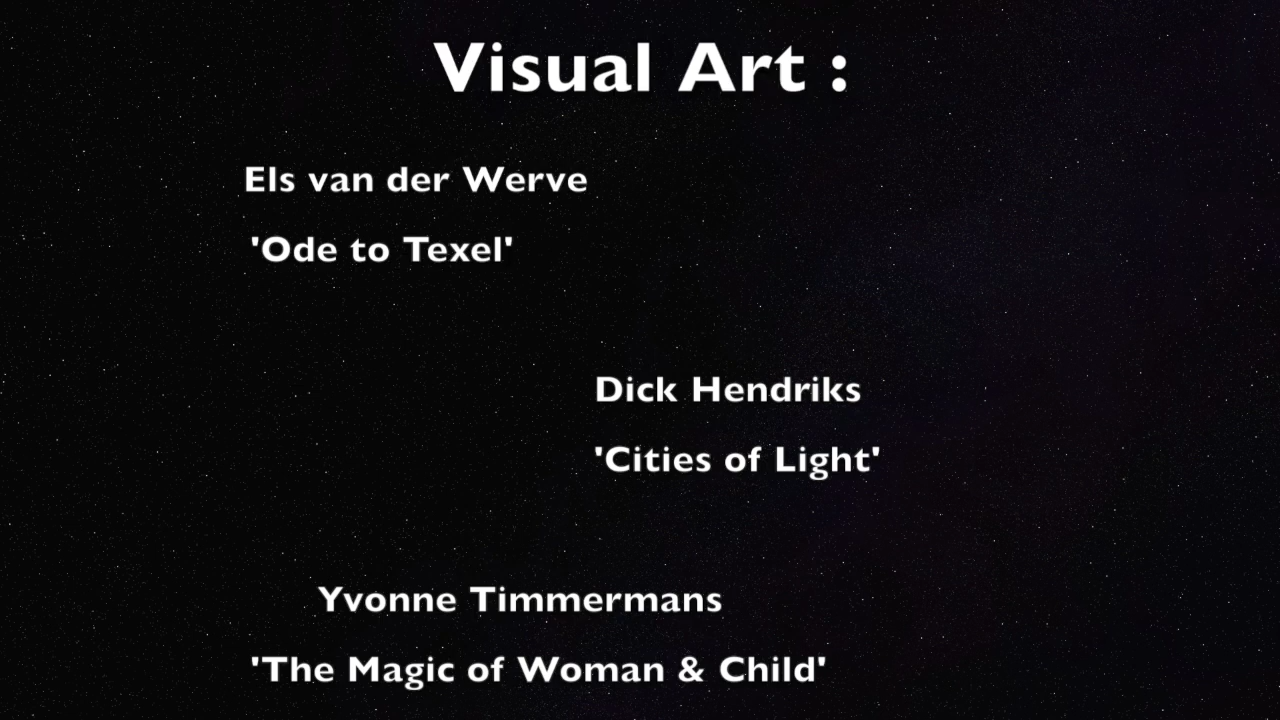 Visual Art :
Els van der Werve
'Ode to Texel'
Dick Hendriks
'Cities of Light'
Yvonne Timmermans
'The Magic of Woman & Child'